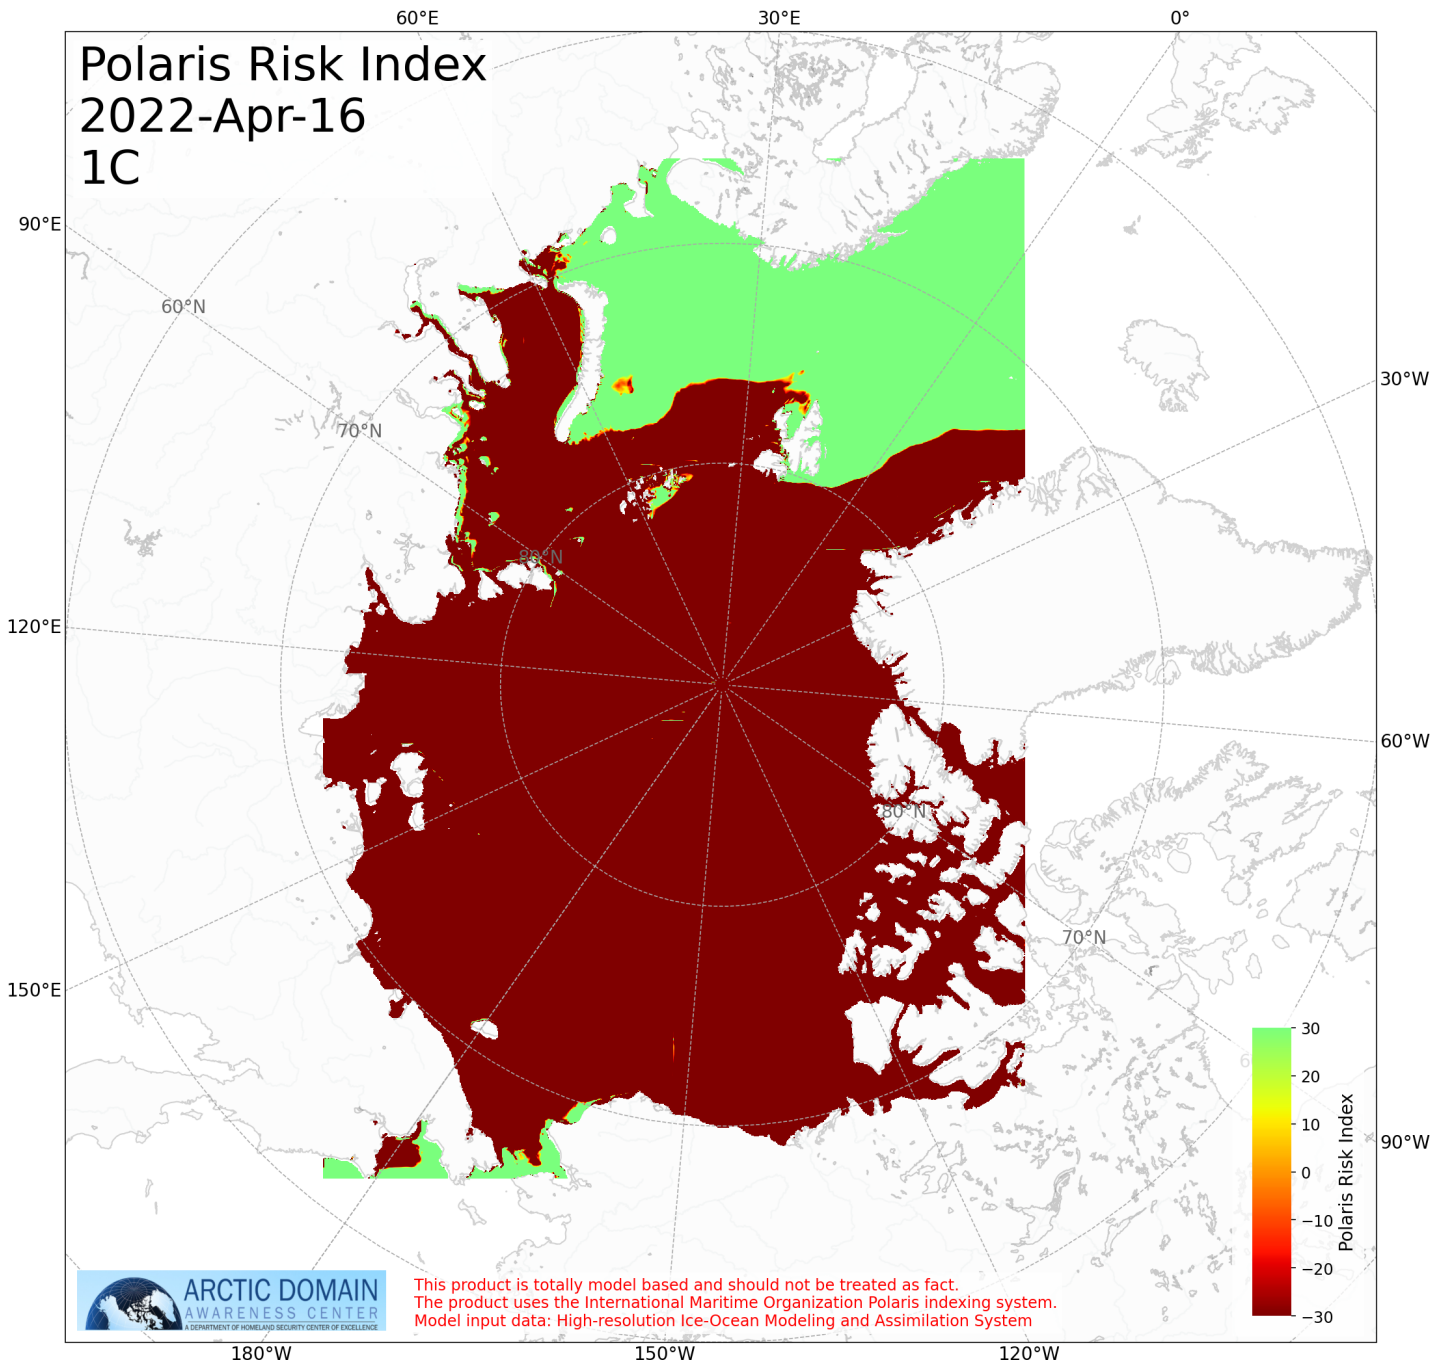 60°E 30°E 0°
Polaris Risk Index
2022-Apr-16
1C
90°E
60°N
30°W
70°N
80°N
120°E
60°W
80°N
70°N
150°E
30
20
10
0
−10
−20
−30
Polaris Risk Index
90°W
ARCTIC DOMAIN
AWARENESS CENTER
A DEPARTMENT OF HOMELAND SECURITY CENTER OF EXCELLENCE
This product is totally model based and should not be treated as fact.
The product uses the International Maritime Organization Polaris indexing system.
Model input data: High-resolution Ice-Ocean Modeling and Assimilation System
180°W 150°W 120°W